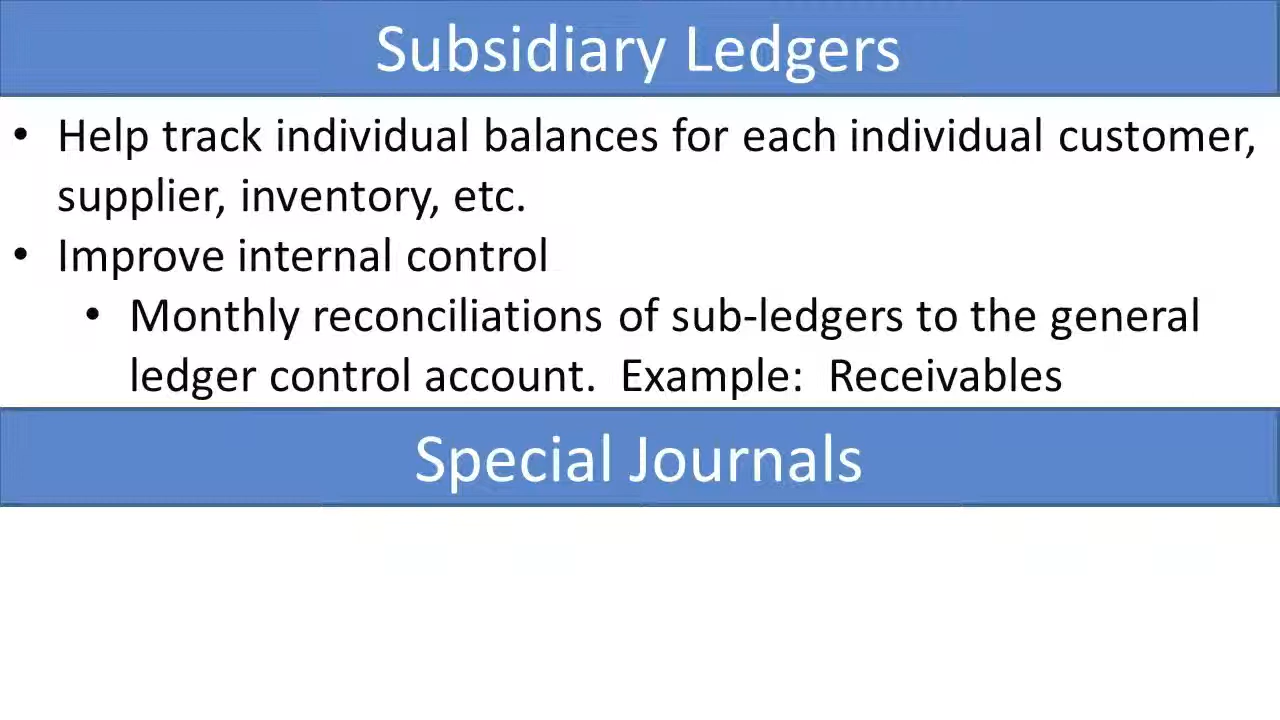 Subsidiary Ledgers
• Help track individual balances for each individual customer,
supplier, inventory, etc.
• Improve internal control
• Monthly reconciliations of sub-ledgers to the general
ledger control account.  Example:  Receivables
Special Journals